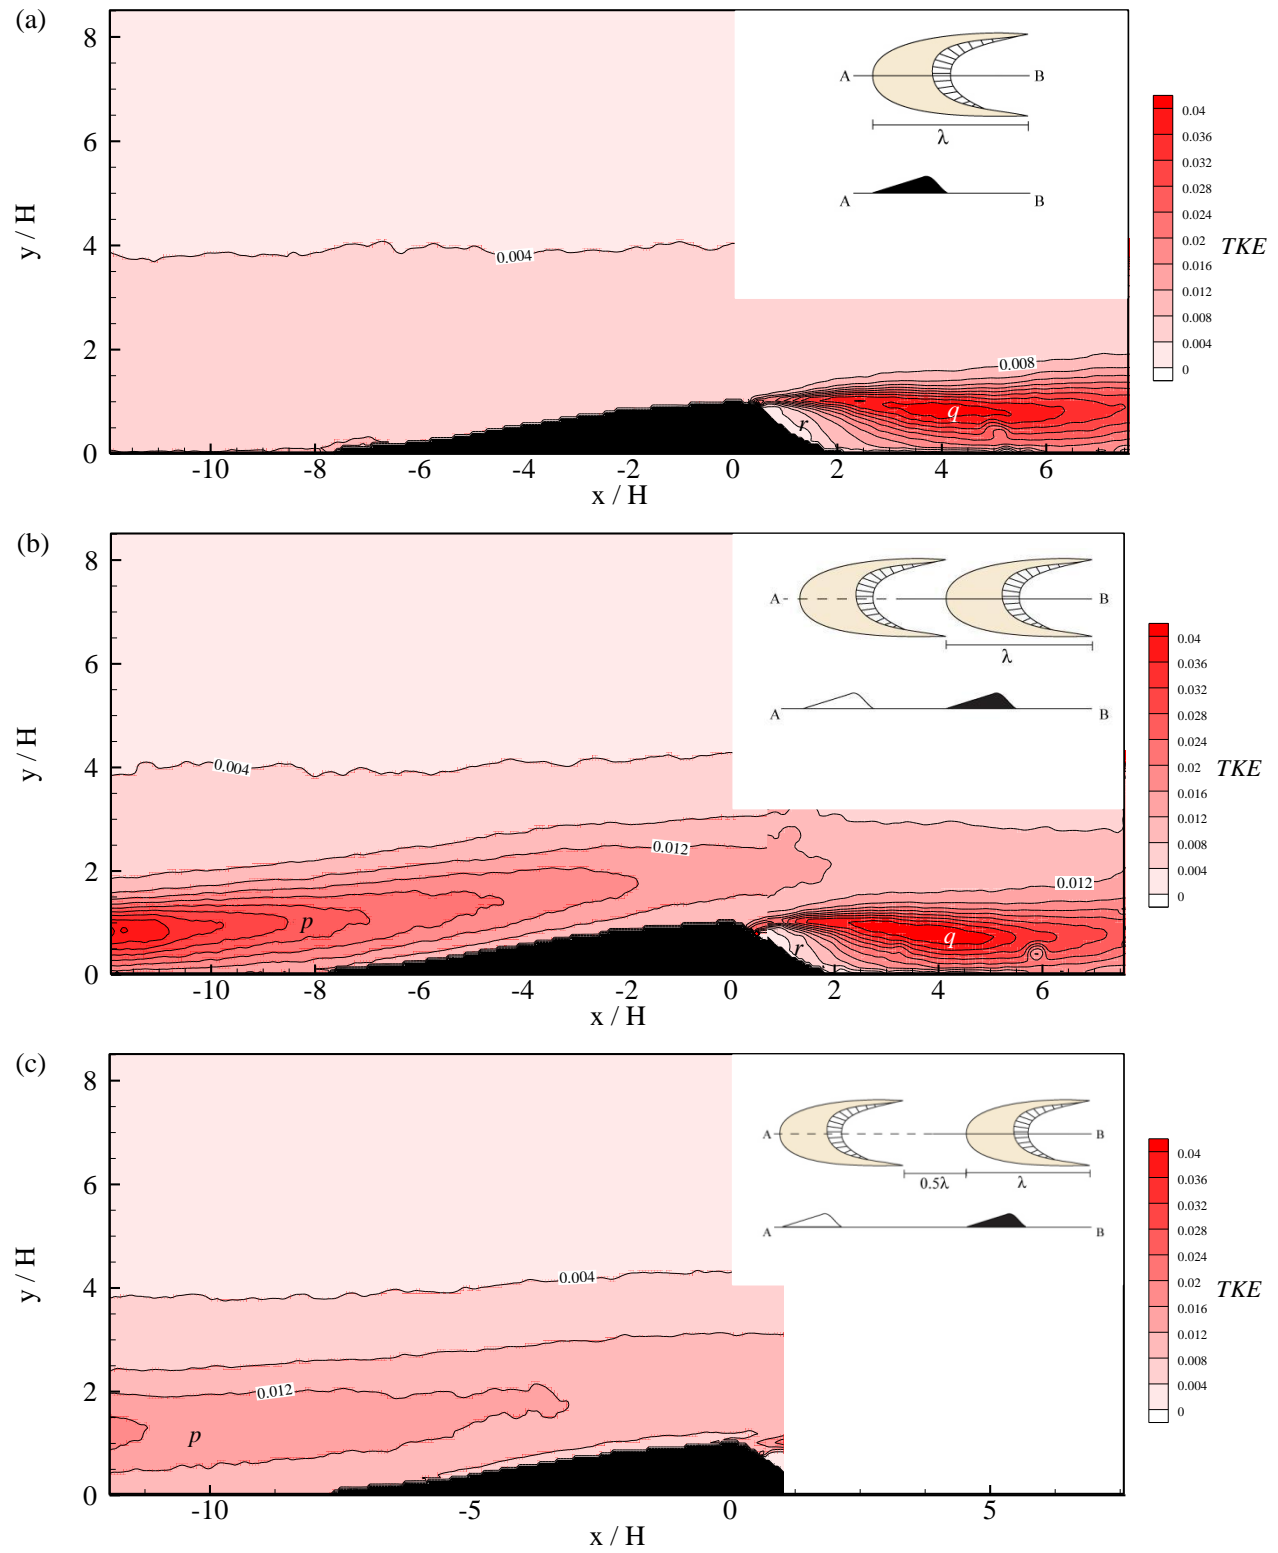 (a)
8
6
4
2
0
y / H
-10
-8
-6
-4
-2
0
2
4
6
x / H
0.004
0.008
q
r
A
B
λ
A
B
0.04
0.036
0.032
0.028
0.024
0.02
0.016
0.012
0.008
0.004
0
TKE
(b)
8
6
4
2
0
y / H
-10
-8
-6
-4
-2
0
2
4
6
x / H
0.004
0.012
0.012
p
q
r
A
B
λ
A
B
0.04
0.036
0.032
0.028
0.024
0.02
0.016
0.012
0.008
0.004
0
TKE
(c)
8
6
4
2
0
y / H
-10
-5
0
5
x / H
0.004
0.012
p
A
B
0.5λ
λ
A
B
0.04
0.036
0.032
0.028
0.024
0.02
0.016
0.012
0.008
0.004
0
TKE